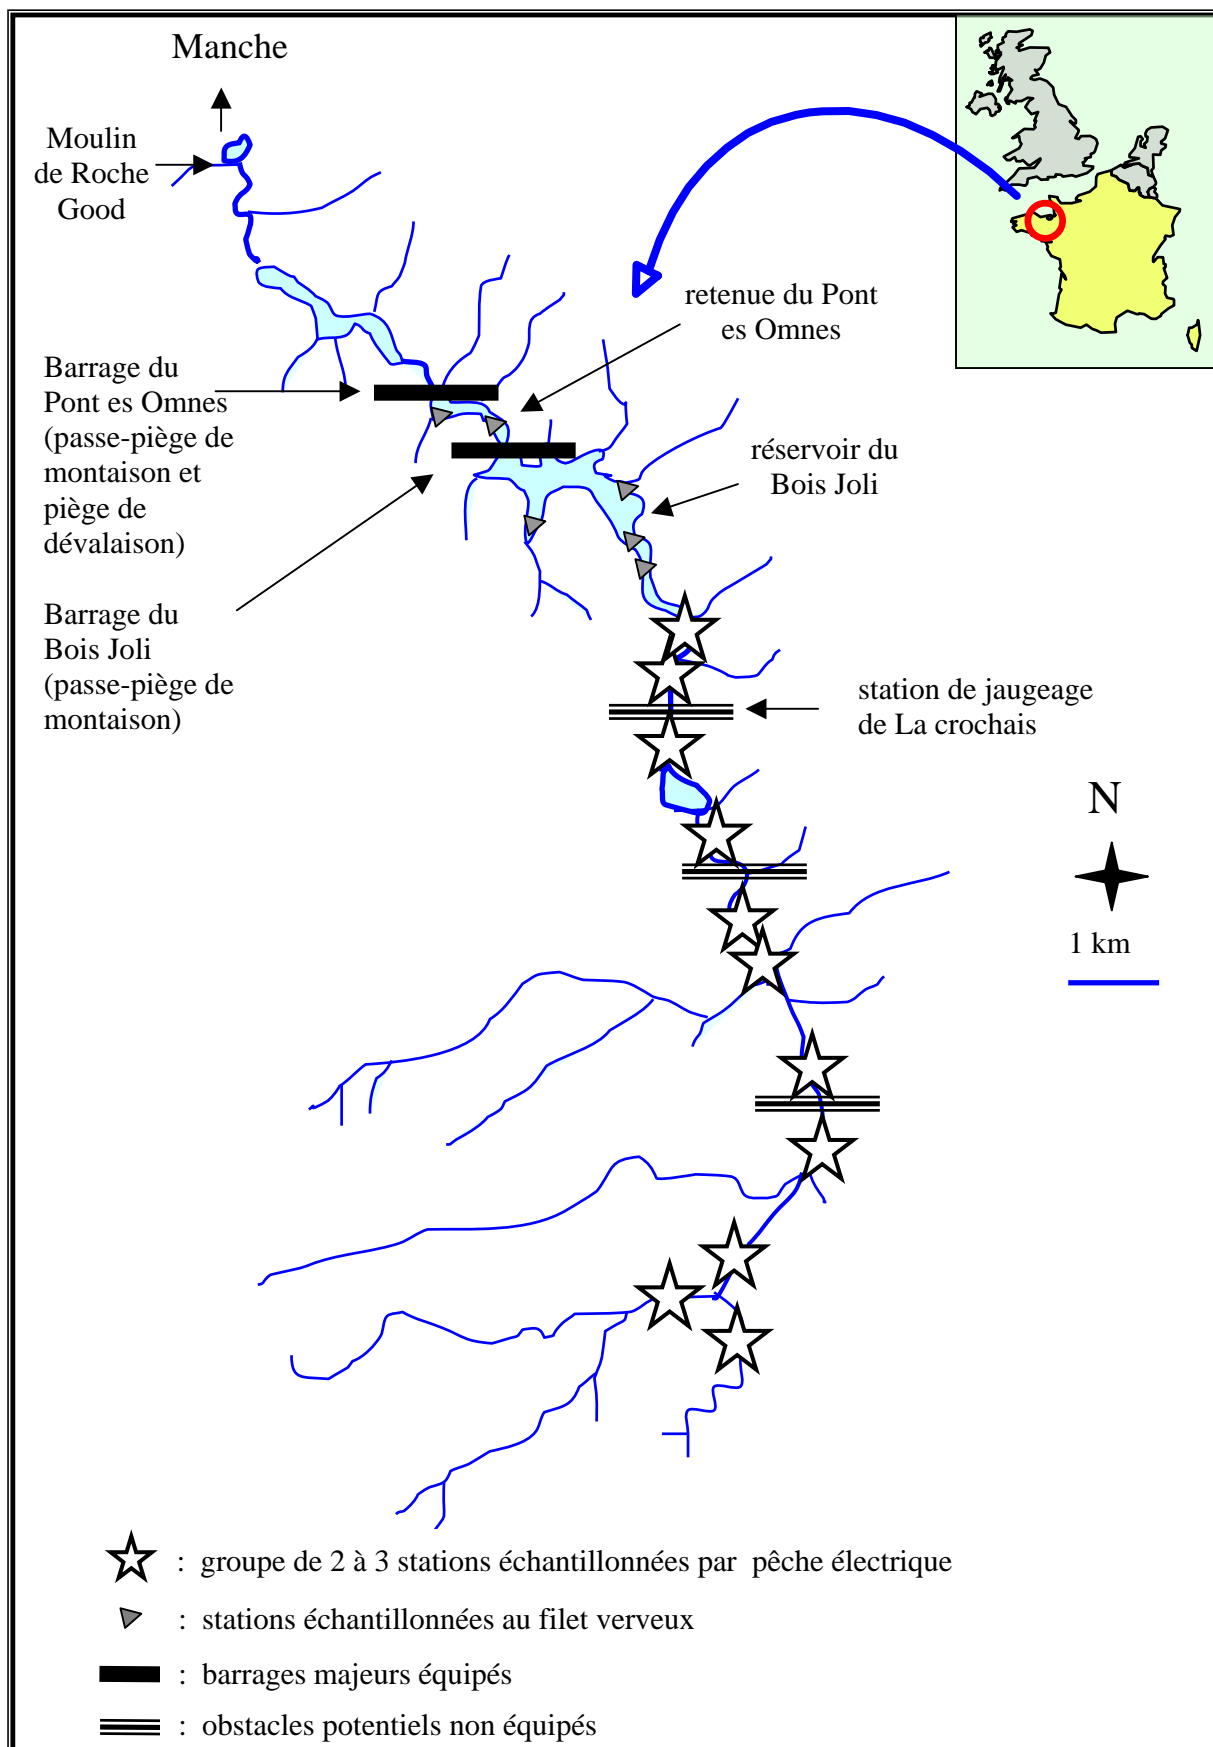 Manche
Moulin
de Roche
Good
retenue du Pont
es Omnes
Barrage du
Pont es Omnes
(passe-piège de
montaison et
piège de
dévalaison)
réservoir du
Bois Joli
Barrage du
Bois Joli
(passe-piège de
montaison)
station de jaugeage
de La crochais
N
1 km
: groupe de 2 à 3 stations échantillonnées par pêche électrique
: stations échantillonnées au filet verveux
: barrages majeurs équipés
: obstacles potentiels non équipés